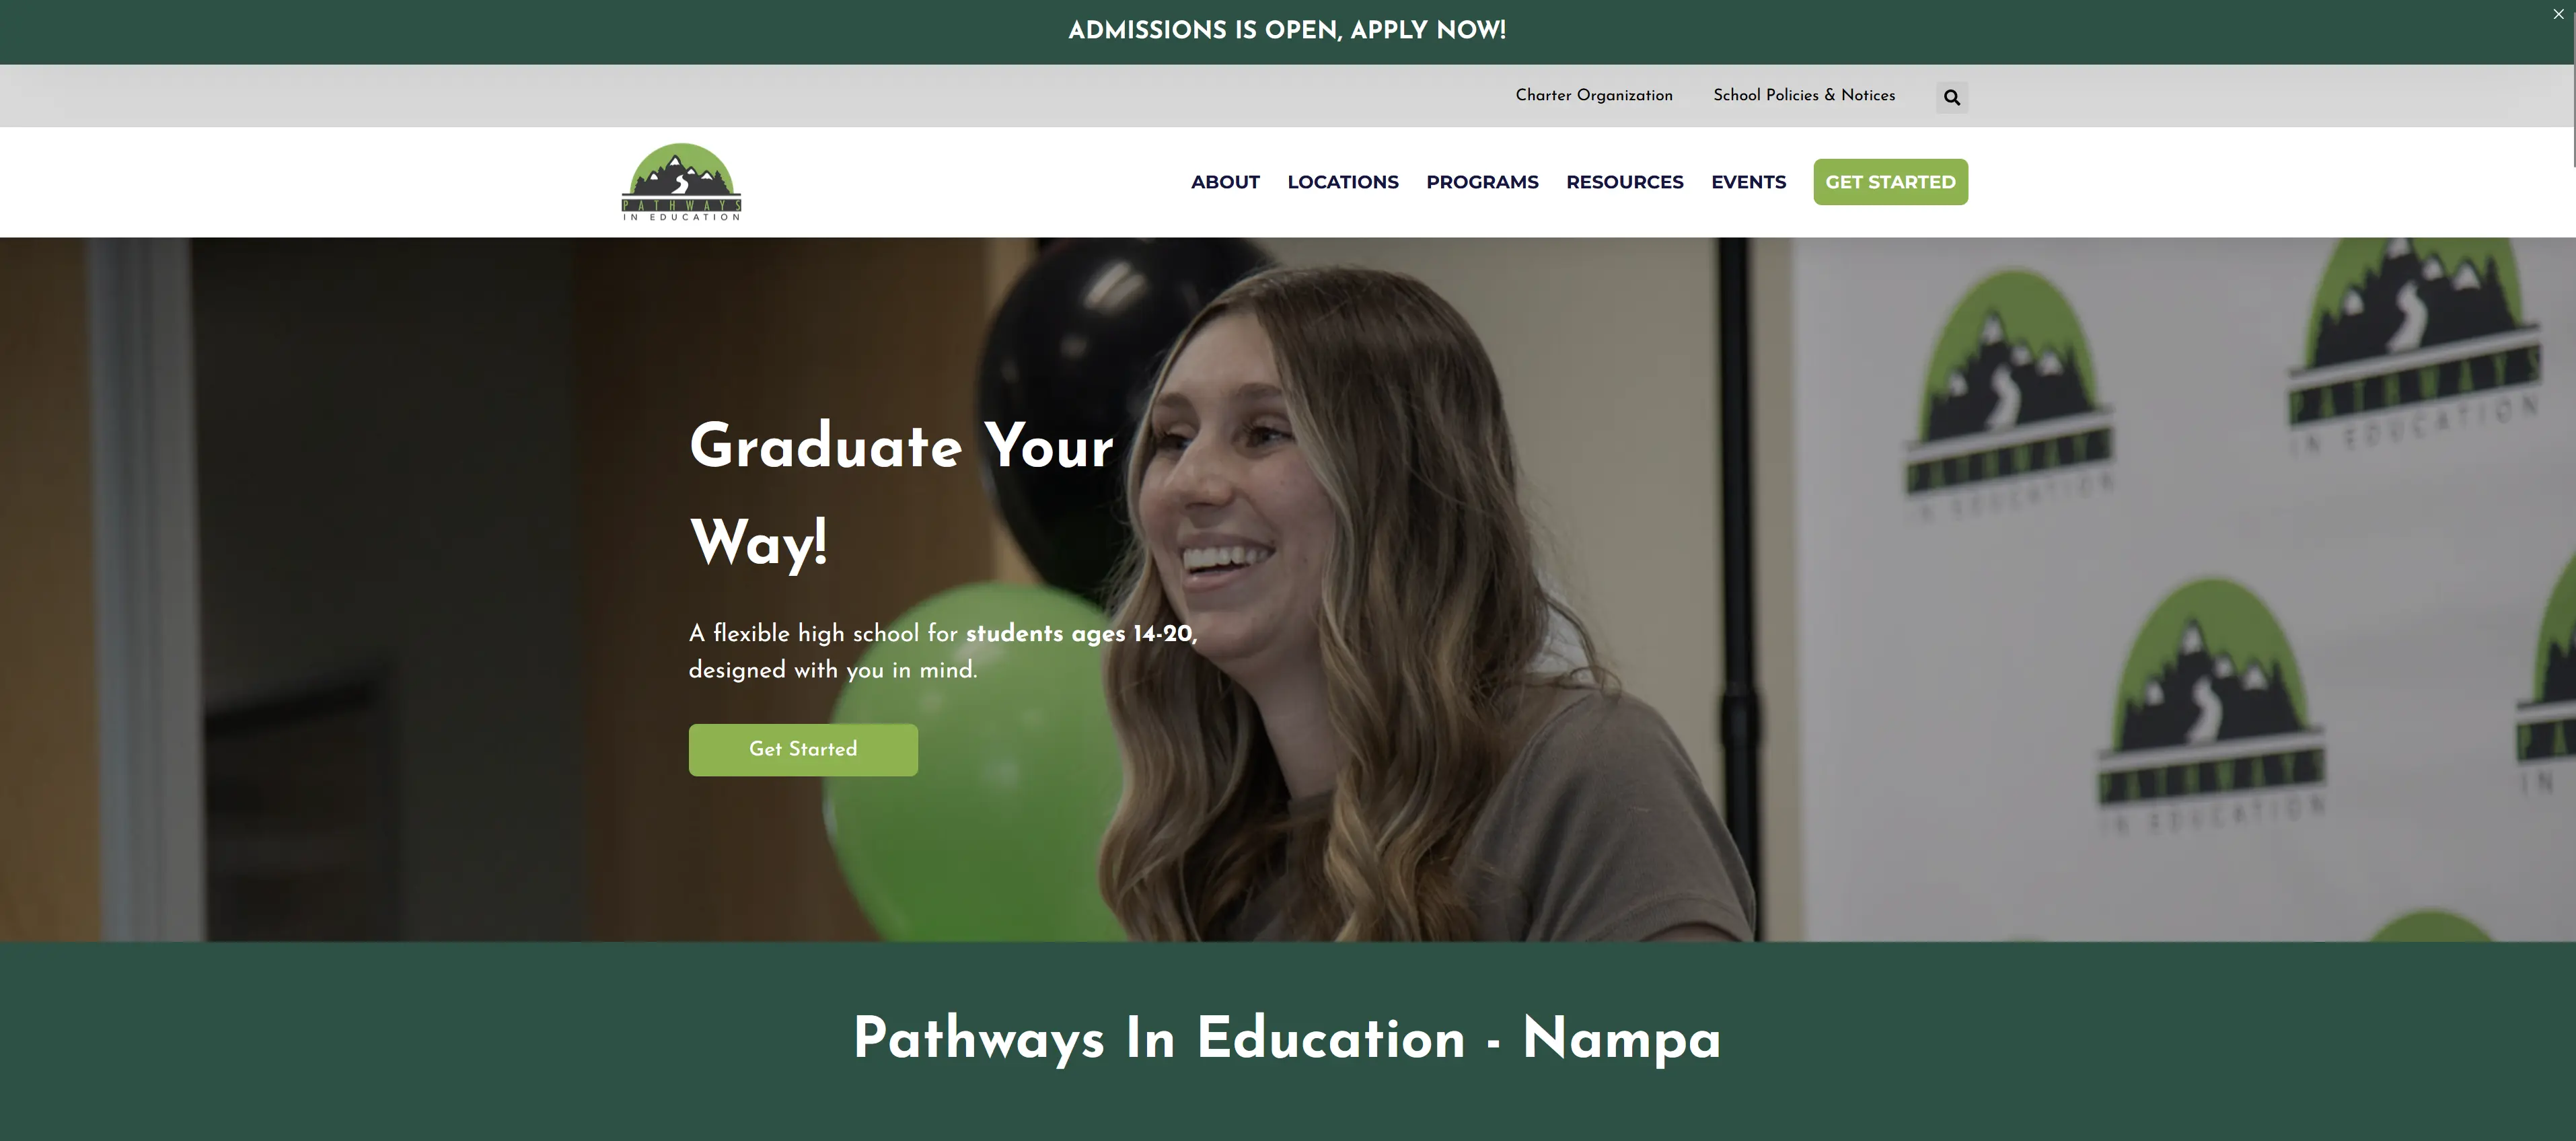 ADMISSIONS IS OPEN, APPLY NOW!
Charter Organization
School Policies & Notices
PATHWAYS
IN EDUCATION
ABOUT
LOCATIONS
PROGRAMS
RESOURCES
EVENTS
GET STARTED
Graduate Your
Way!
A flexible high school for students ages 14-20,
designed with you in mind.
Get Started
PATHWAYS
IN EDUCATION
PATHWAYS
IN EDUCATION
PATHWAYS
IN EDUCATION
PA
IN
Pathways In Education - Nampa